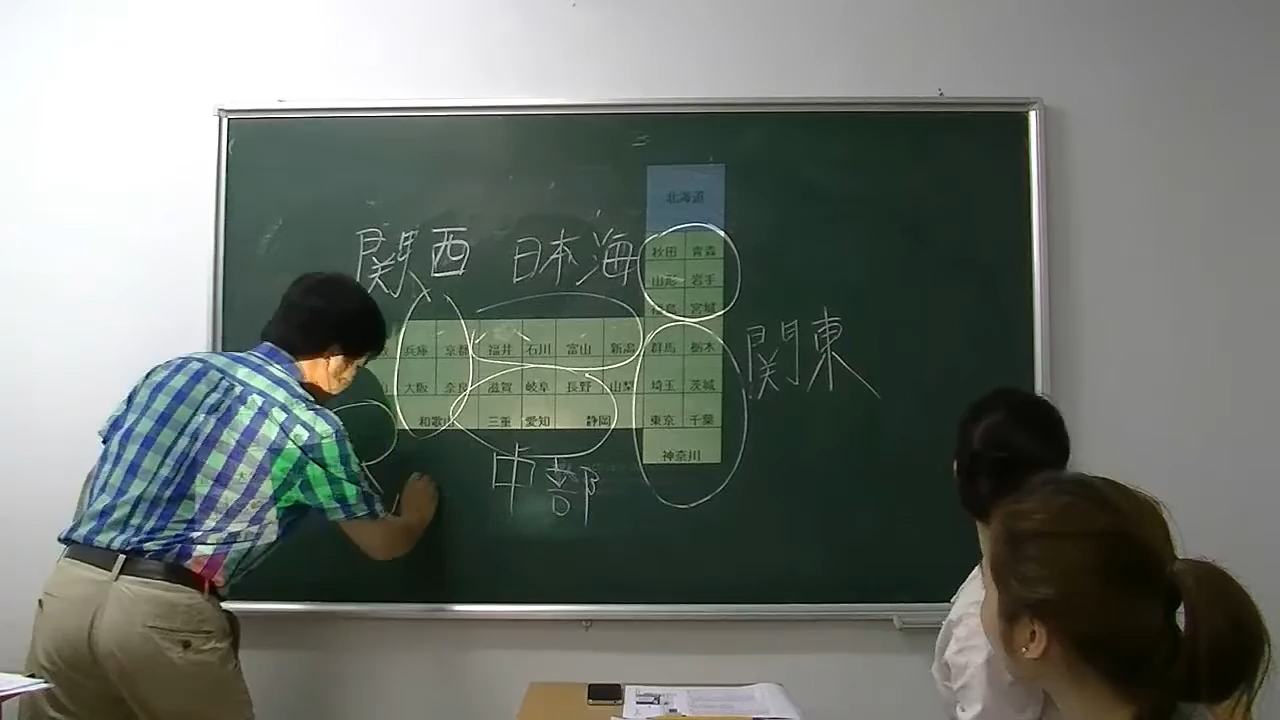 北海道
秋田 青森
関西 日本海
山形 岩手
宮城
関東
兵庫 京都 福井 石川 富山 新潟 群馬 栃木
大阪 奈良 滋賀 岐阜 長野 山梨 埼玉 茨城
和歌山 三重 愛知 静岡 東京 千葉
神奈川
中部